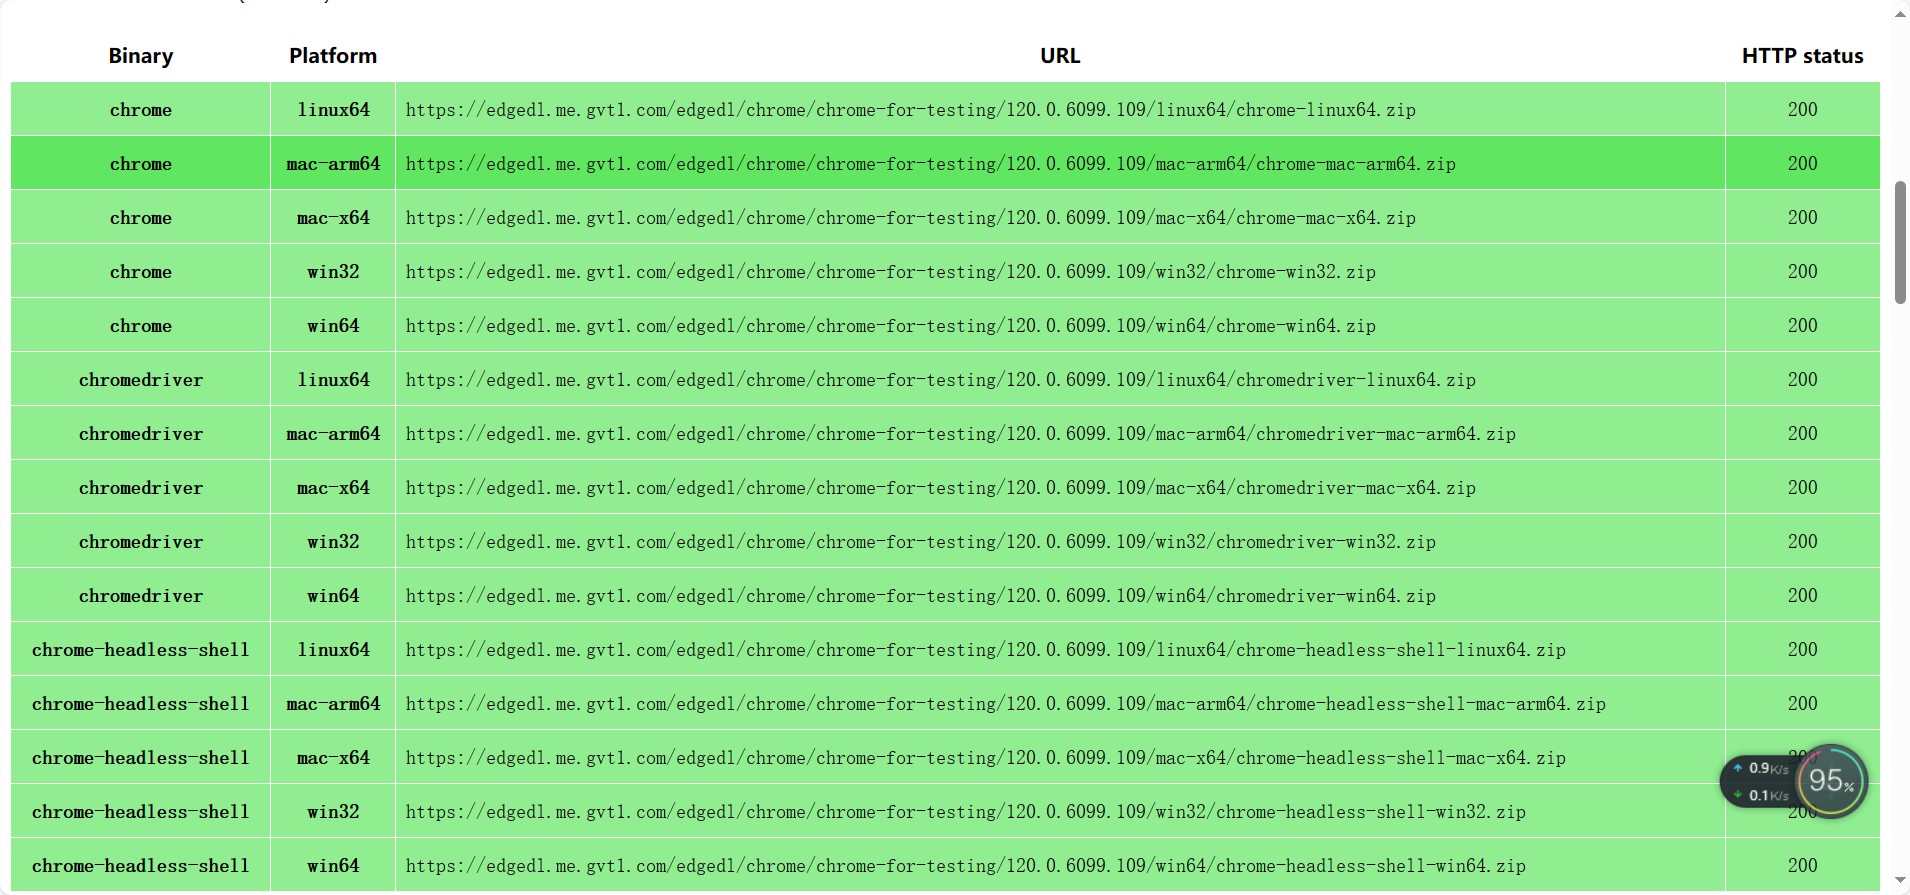 Binary Platform URL HTTP status
chrome linux64 https://edgedl.me.gvt1.com/edgedl/chrome/chrome-for-testing/120.0.6099.109/linux64/chrome-linux64.zip 200
chrome mac-arm64 https://edgedl.me.gvt1.com/edgedl/chrome/chrome-for-testing/120.0.6099.109/mac-arm64/chrome-mac-arm64.zip 200
chrome mac-x64 https://edgedl.me.gvt1.com/edgedl/chrome/chrome-for-testing/120.0.6099.109/mac-x64/chrome-mac-x64.zip 200
chrome win32 https://edgedl.me.gvt1.com/edgedl/chrome/chrome-for-testing/120.0.6099.109/win32/chrome-win32.zip 200
chrome win64 https://edgedl.me.gvt1.com/edgedl/chrome/chrome-for-testing/120.0.6099.109/win64/chrome-win64.zip 200
chromedriver linux64 https://edgedl.me.gvt1.com/edgedl/chrome/chrome-for-testing/120.0.6099.109/linux64/chromedriver-linux64.zip 200
chromedriver mac-arm64 https://edgedl.me.gvt1.com/edgedl/chrome/chrome-for-testing/120.0.6099.109/mac-arm64/chromedriver-mac-arm64.zip 200
chromedriver mac-x64 https://edgedl.me.gvt1.com/edgedl/chrome/chrome-for-testing/120.0.6099.109/mac-x64/chromedriver-mac-x64.zip 200
chromedriver win32 https://edgedl.me.gvt1.com/edgedl/chrome/chrome-for-testing/120.0.6099.109/win32/chromedriver-win32.zip 200
chromedriver win64 https://edgedl.me.gvt1.com/edgedl/chrome/chrome-for-testing/120.0.6099.109/win64/chromedriver-win64.zip 200
chrome-headless-shell linux64 https://edgedl.me.gvt1.com/edgedl/chrome/chrome-for-testing/120.0.6099.109/linux64/chrome-headless-shell-linux64.zip 200
chrome-headless-shell mac-arm64 https://edgedl.me.gvt1.com/edgedl/chrome/chrome-for-testing/120.0.6099.109/mac-arm64/chrome-headless-shell-mac-arm64.zip 200
chrome-headless-shell mac-x64 https://edgedl.me.gvt1.com/edgedl/chrome/chrome-for-testing/120.0.6099.109/mac-x64/chrome-headless-shell-mac-x64.zip 200
0.9K/s
95%
0.1K/s
chrome-headless-shell win32 https://edgedl.me.gvt1.com/edgedl/chrome/chrome-for-testing/120.0.6099.109/win32/chrome-headless-shell-win32.zip 200
chrome-headless-shell win64 https://edgedl.me.gvt1.com/edgedl/chrome/chrome-for-testing/120.0.6099.109/win64/chrome-headless-shell-win64.zip 200